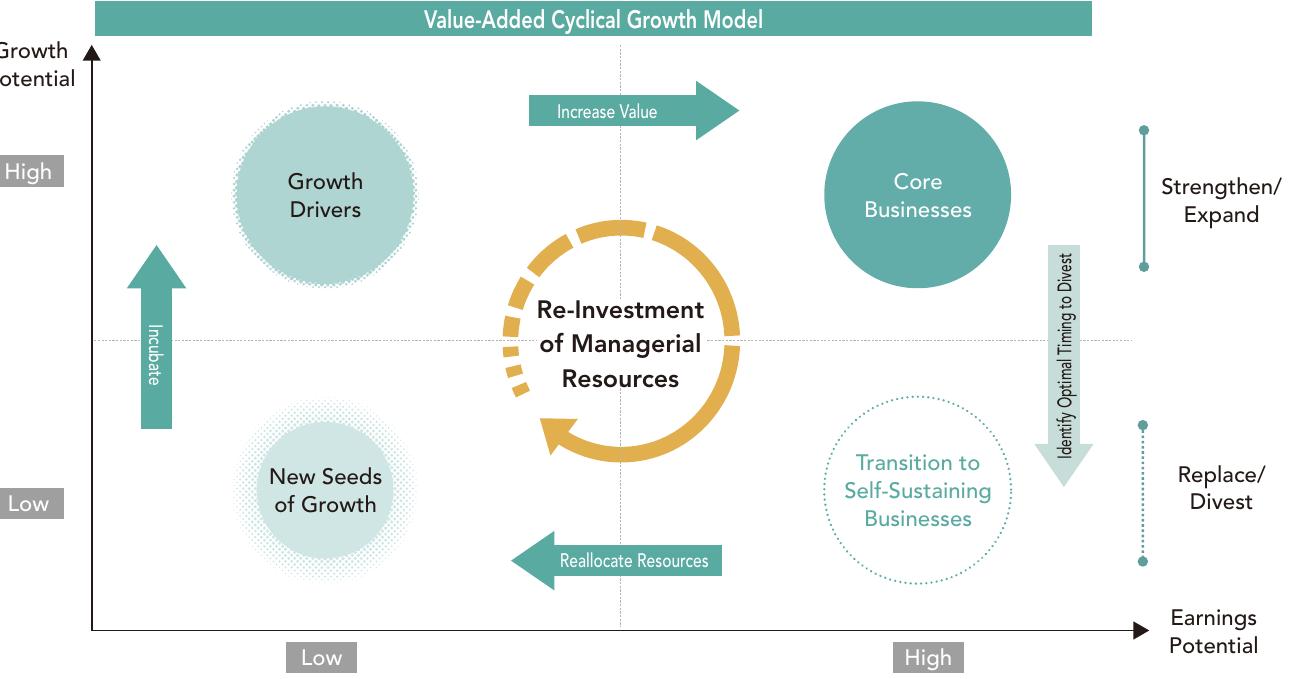 Value-Added Cyclical Growth Model
Growth
otential
High
Low
Growth
Drivers
Increase Value
Core
Businesses
Strengthen/
Expand
Incubate
Re-Investment
of Managerial
Resources
Identify Optimal Timing to Divest
New Seeds
of Growth
Transition to
Self-Sustaining
Businesses
Replace/
Divest
Reallocate Resources
Earnings
Potential
Low
High